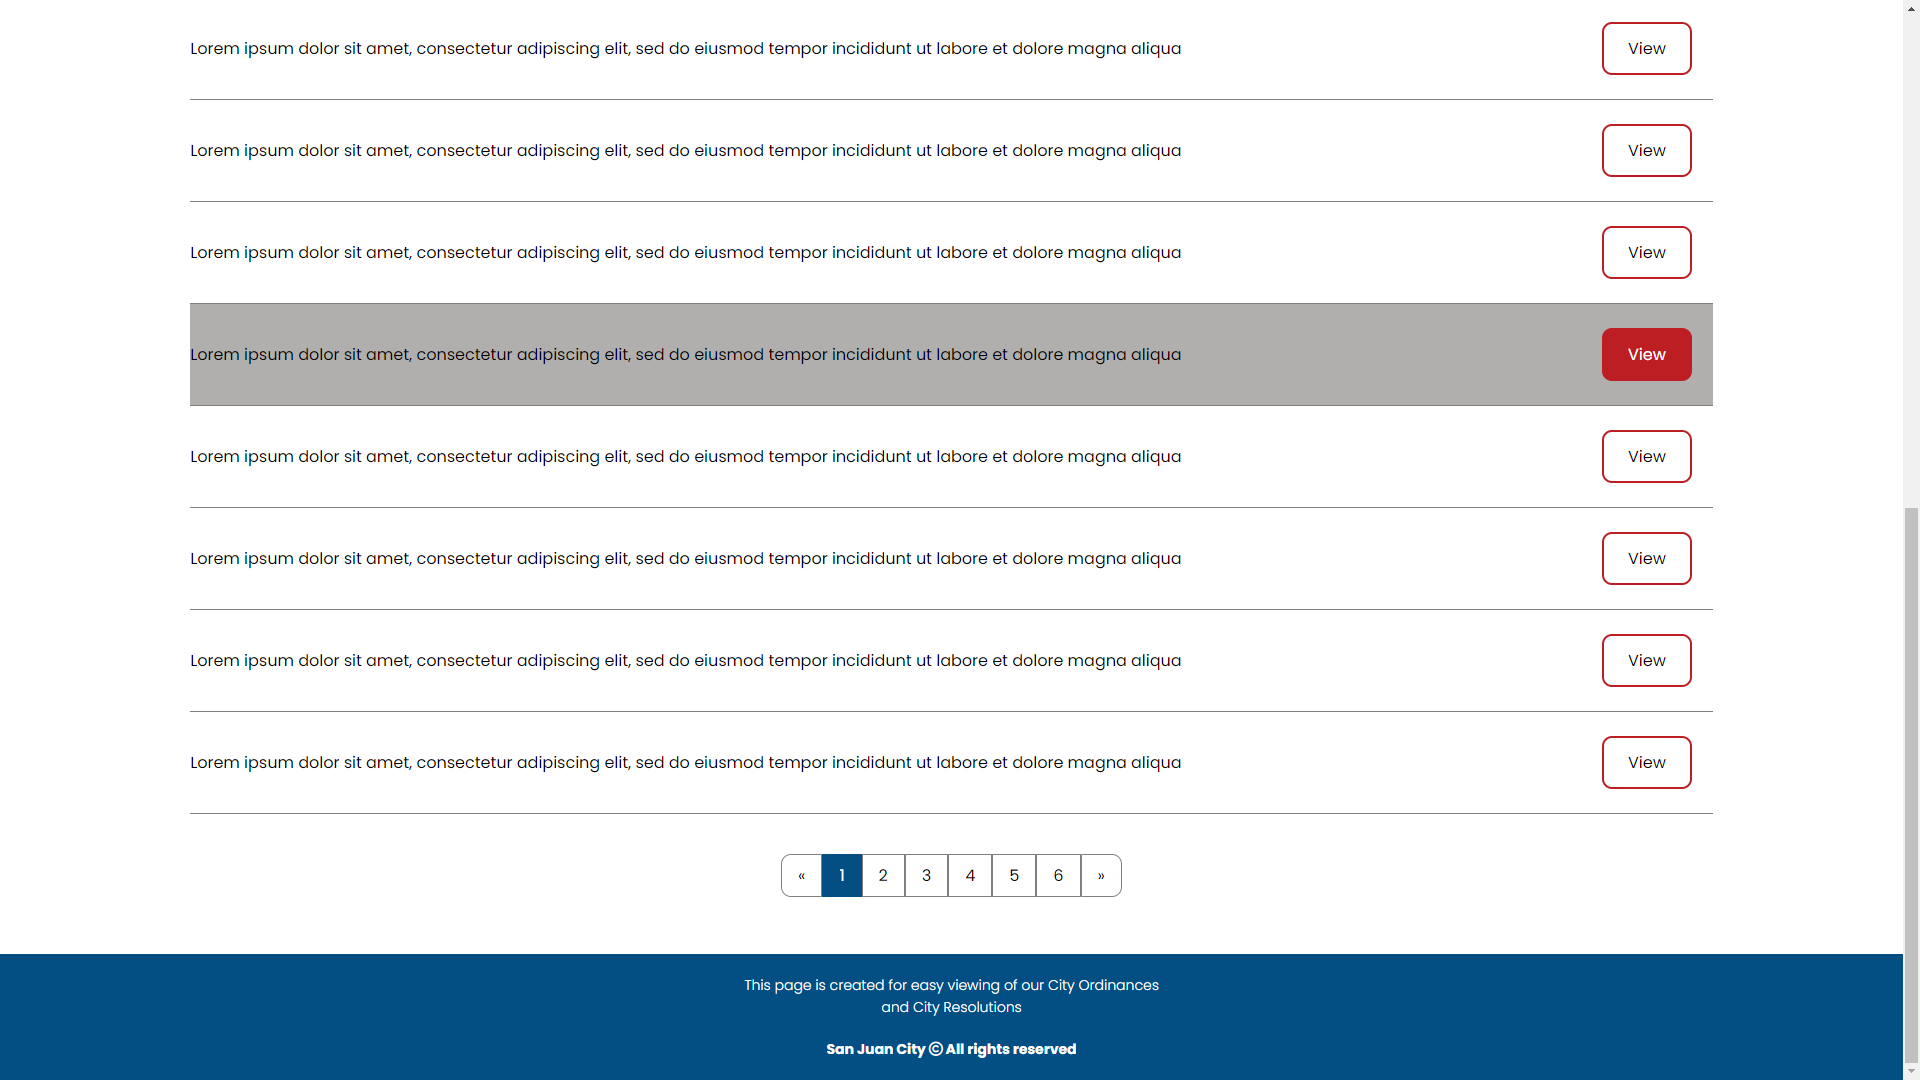 Lorem ipsum dolor sit amet, consectetur adipiscing elit, sed do eiusmod tempor incididunt ut labore et dolore magna aliqua View
Lorem ipsum dolor sit amet, consectetur adipiscing elit, sed do eiusmod tempor incididunt ut labore et dolore magna aliqua View
Lorem ipsum dolor sit amet, consectetur adipiscing elit, sed do eiusmod tempor incididunt ut labore et dolore magna aliqua View
Lorem ipsum dolor sit amet, consectetur adipiscing elit, sed do eiusmod tempor incididunt ut labore et dolore magna aliqua View
Lorem ipsum dolor sit amet, consectetur adipiscing elit, sed do eiusmod tempor incididunt ut labore et dolore magna aliqua View
Lorem ipsum dolor sit amet, consectetur adipiscing elit, sed do eiusmod tempor incididunt ut labore et dolore magna aliqua View
Lorem ipsum dolor sit amet, consectetur adipiscing elit, sed do eiusmod tempor incididunt ut labore et dolore magna aliqua View
Lorem ipsum dolor sit amet, consectetur adipiscing elit, sed do eiusmod tempor incididunt ut labore et dolore magna aliqua View
« 1 2 3 4 5 6 »
This page is created for easy viewing of our City Ordinances
and City Resolutions
San Juan City © All rights reserved